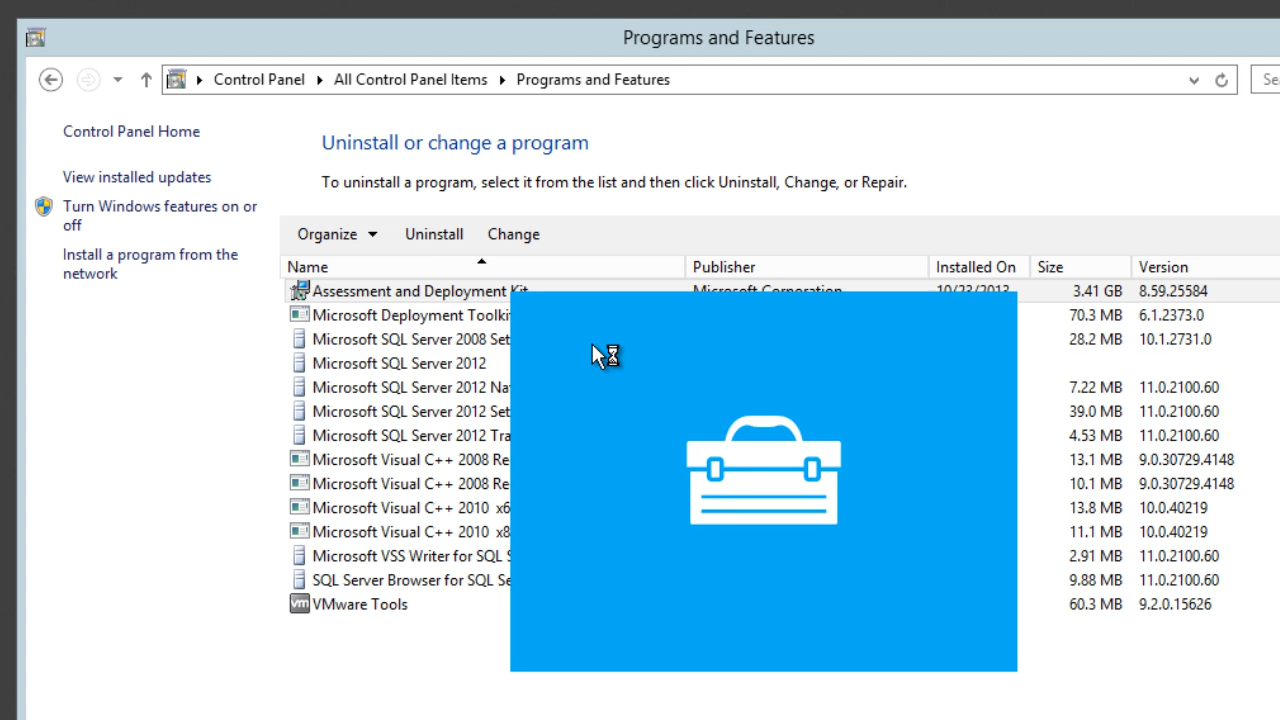 Programs and Features
Control Panel All Control Panel Items Programs and Features
Control Panel Home
View installed updates
Turn Windows features on or
off
Install a program from the
network
Uninstall or change a program
To uninstall a program, select it from the list and then click Uninstall, Change, or Repair.
Organize Uninstall Change
Name Publisher Installed On Size Version
Assessment and Deployment Kit Microsoft Corporation 10/23/2013 3.41 GB 8.59.25584
Microsoft Deployment Toolki 70.3 MB 6.1.2373.0
Microsoft SQL Server 2008 Set 28.2 MB 10.1.2731.0
Microsoft SQL Server 2012
Microsoft SQL Server 2012 Na 7.22 MB 11.0.2100.60
Microsoft SQL Server 2012 Set 39.0 MB 11.0.2100.60
Microsoft SQL Server 2012 Tra 4.53 MB 11.0.2100.60
Microsoft Visual C++ 2008 Re 13.1 MB 9.0.30729.4148
Microsoft Visual C++ 2008 Re 10.1 MB 9.0.30729.4148
Microsoft Visual C++ 2010 x6 13.8 MB 10.0.40219
Microsoft Visual C++ 2010 x8 11.1 MB 10.0.40219
Microsoft VSS Writer for SQL S 2.91 MB 11.0.2100.60
SQL Server Browser for SQL Se 9.88 MB 11.0.2100.60
vm VMware Tools 60.3 MB 9.2.0.15626